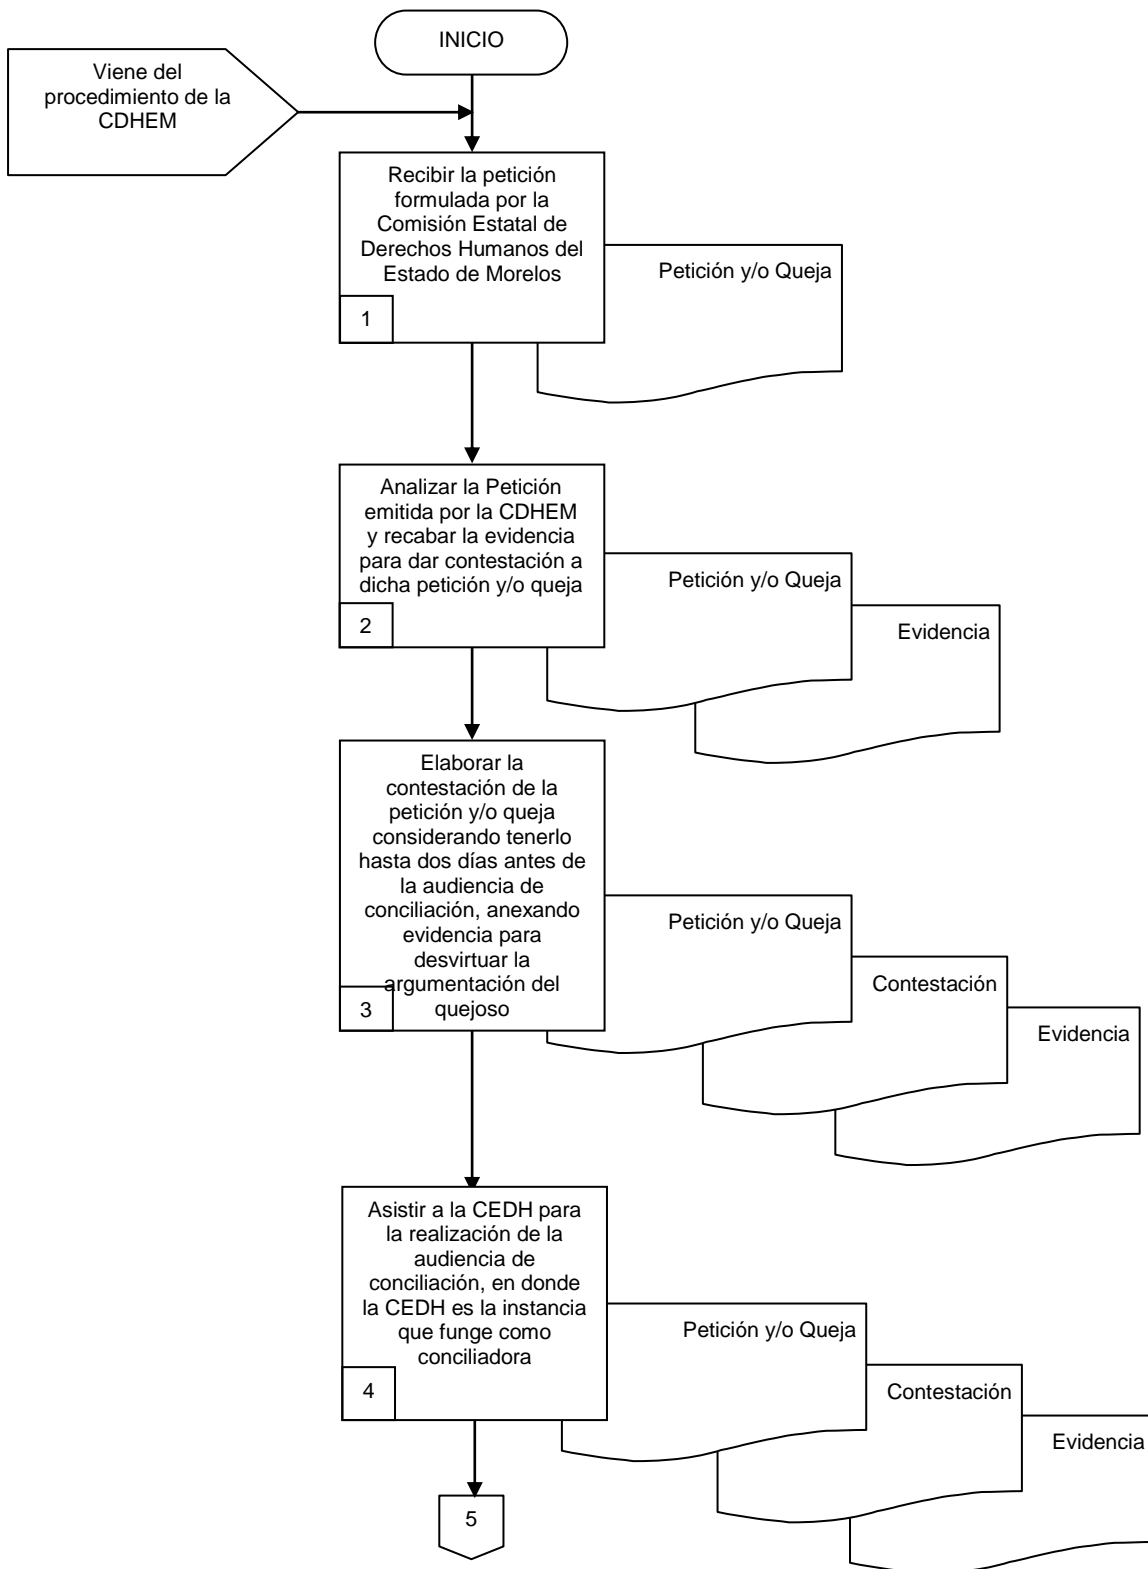 INICIO
Viene del
procedimiento de la
CDHEM
Recibir la petición
formulada por la
Comisión Estatal de
Derechos Humanos del
Estado de Morelos
1
Petición y/o Queja
Analizar la Petición
emitida por la CDHEM
y recabar la evidencia
para dar contestación a
dicha petición y/o queja
2
Petición y/o Queja
Evidencia
Elaborar la
contestación de la
petición y/o queja
considerando tenerlo
hasta dos días antes de
la audiencia de
conciliación, anexando
evidencia para
desvirtuar la
argumentación del
quejoso
3
Petición y/o Queja
Contestación
Evidencia
Asistir a la CEDH para
la realización de la
audiencia de
conciliación, en donde
la CEDH es la instancia
que funge como
conciliadora
4
Petición y/o Queja
Contestación
Evidencia
5